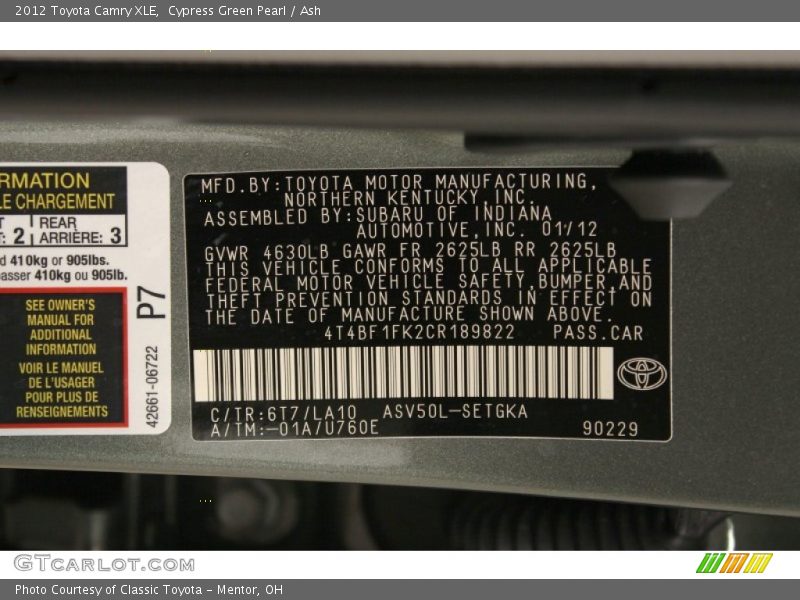 2012 Toyota Camry XLE,  Cypress Green Pearl / Ash
RMATION
LE CHARGEMENT
REAR
: 2 ARRIÈRE: 3
410kg or 905lbs.
asser 410kg ou 905lb.
SEE OWNER'S
MANUAL FOR
ADDITIONAL
INFORMATION
VOIR LE MANUEL
DE L'USAGER
POUR PLUS DE
RENSEIGNEMENTS
P7
42661-06722
MFD.BY:TOYOTA MOTOR MANUFACTURING,
NORTHERN KENTUCKY,INC.
ASSEMBLED BY:SUBARU OF INDIANA
AUTOMOTIVE,INC. 01/12
GVWR 4630LB GAWR FR 2625LB RR 2625LB
THIS VEHICLE CONFORMS TO ALL APPLICABLE
FEDERAL MOTOR VEHICLE SAFETY,BUMPER,AND
THEFT PREVENTION STANDARDS IN EFFECT ON
THE DATE OF MANUFACTURE SHOWN ABOVE.
4T4BF1FK2CR189822 PASS.CAR
C/TR:6T7/LA10 ASV50L-SETGKA
A/TM:-01A/U760E 90229
GTCARLOT.COM
Photo Courtesy of Classic Toyota - Mentor, OH